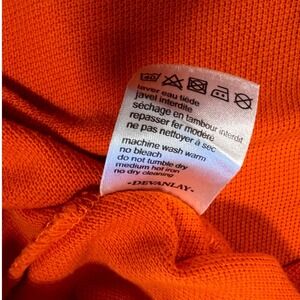 laver eau tiède
javel interdite
séchage en tambour interdit
repasser fer modéré
ne pas nettoyer à sec
machine wash warm
no bleach
do not tumble dry
medium hot iron
no dry cleaning
-DEVANLAY-